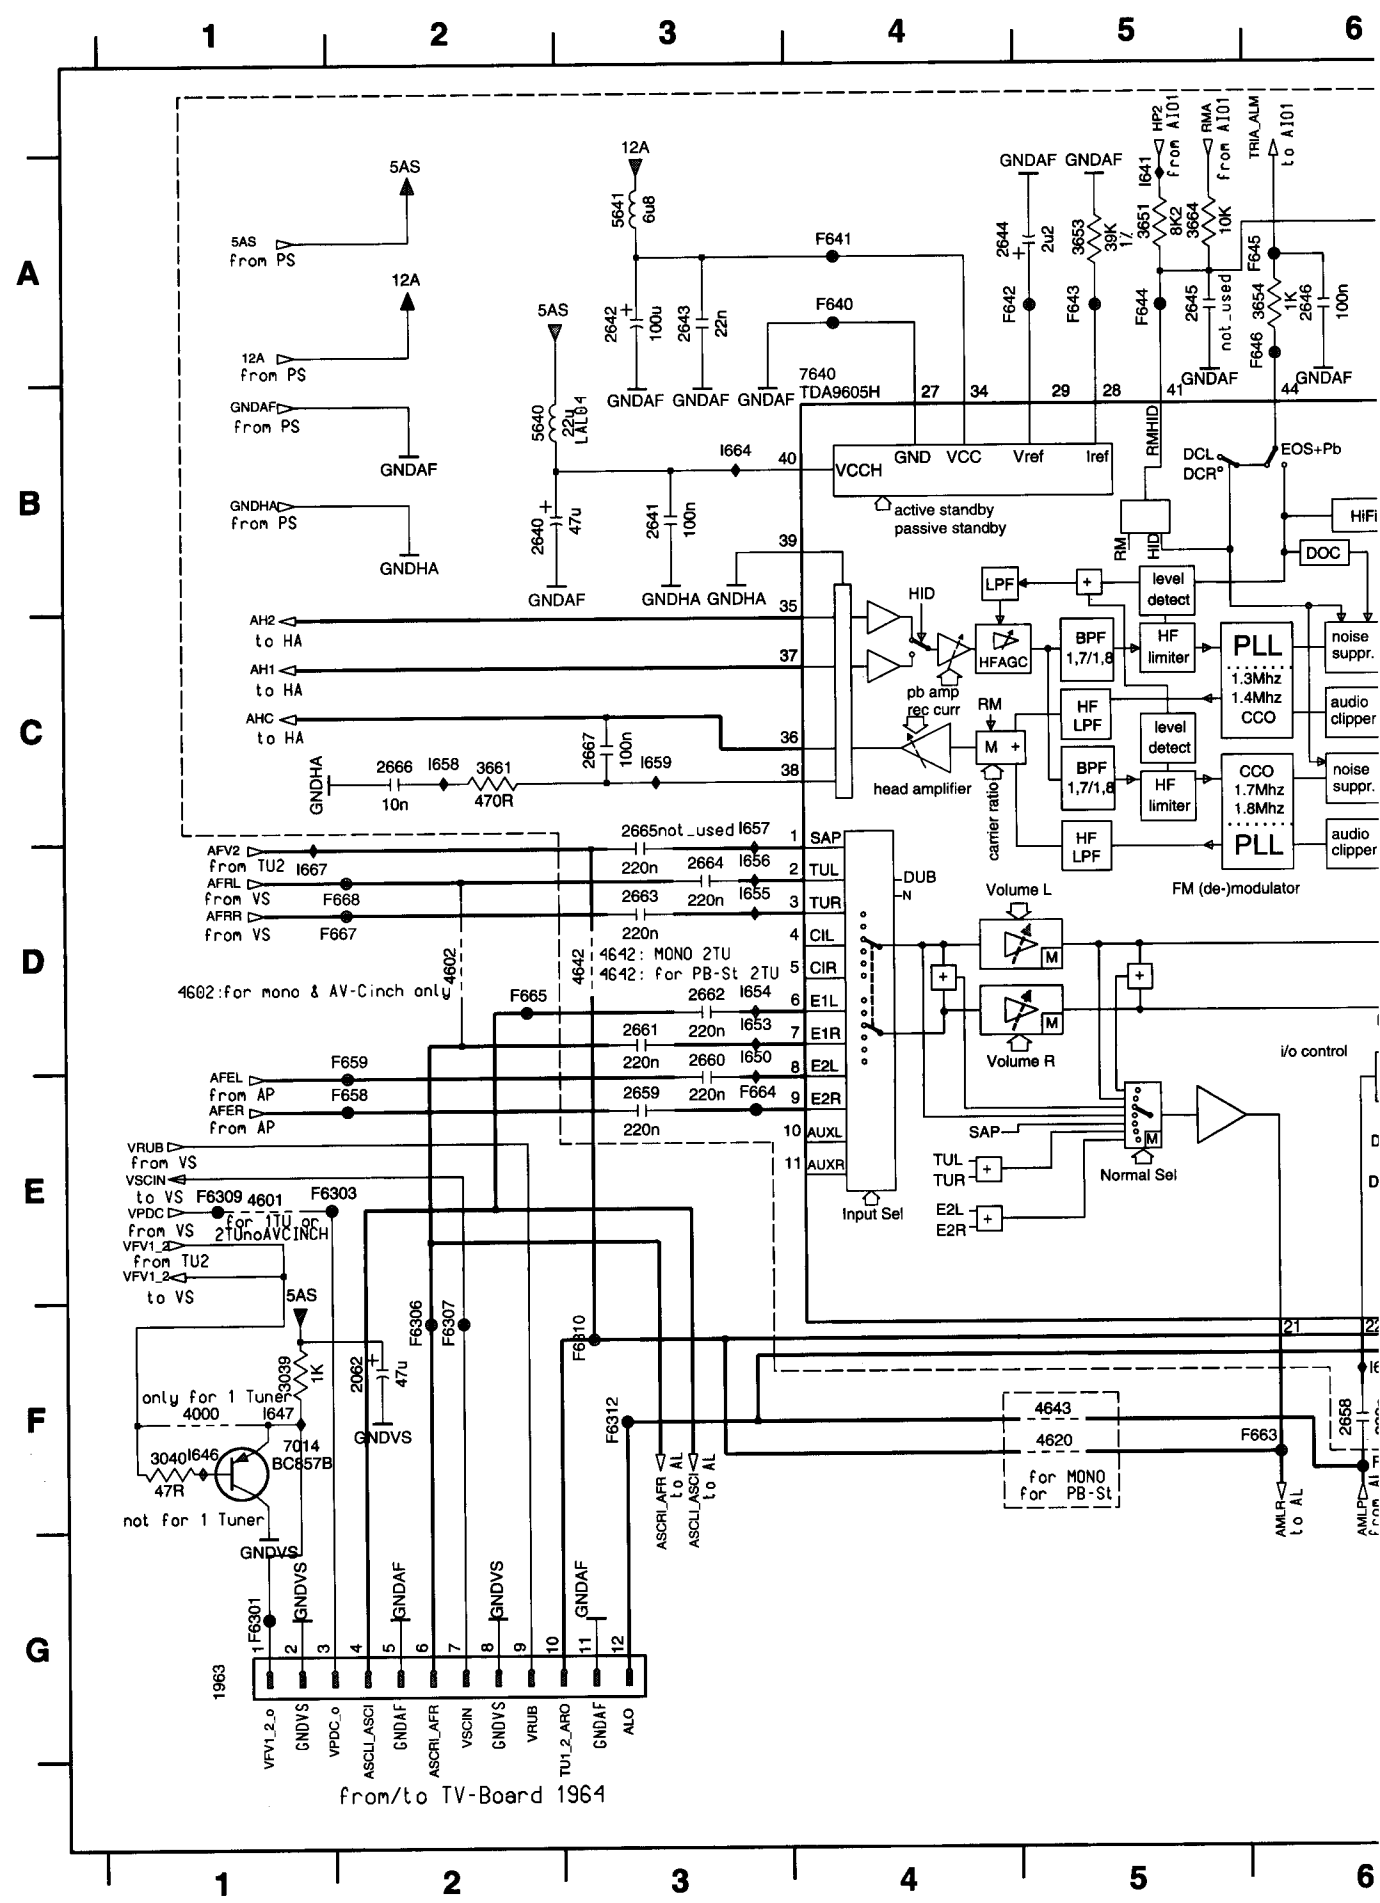 1 2 3 4 5 6
A
B
C
D
E
F
G
5AS
from PS
5AS
12A
from PS
12A
GNDAF
from PS
GNDAF
GNDHA
from PS
GNDHA
12A
5641
6u8
F641
F640
2642
100u
2643
22n
GNDAF GNDAF GNDAF
5AS
5640
22u
LAL04
I664
2640
47u
2641
100n
GNDAF GNDHA GNDHA
GNDAF GNDAF
2644
2u2
3653
39K
1%
F642
F643
I641
HP2
from AIO1
RMA
from AIO1
TRIA_ALM
to AIO1
3651
8K2
3664
10K
F644
2645
not_used
F645
3654
1K
2646
100n
F646
GNDAF GNDAF
7640
TDA9605H
27 34 29 28 41 44
40
VCCH GND VCC Vref Iref
active standby
passive standby
RMHID
RM
HID
DCL
DCR
EOS+Pb
HiFi
DOC
39
35
37
36
38
AH2
to HA
AH1
to HA
AHC
to HA
GNDHA
2666
10n
I658
3661
470R
2667
100n
I659
HID
LPF
+
level
detect
HFAGC
BPF
1,7/1,8
HF
limiter
PLL
1.3Mhz
1.4Mhz
CCO
noise
suppr.
audio
clipper
pb amp
rec curr
RM
M +
HF
LPF
level
detect
head amplifier
carrier ratio
BPF
1,7/1,8
HF
limiter
CCO
1.7Mhz
1.8Mhz
PLL
noise
suppr.
HF
LPF
audio
clipper
FM (de-)modulator
AFV2
from TU2
I667
2665 not_used I657
220n
AFRL
from VS
F668
2664
220n
I656
AFRR
from VS
F667
2663
220n
I655
4602
4642
4642: MONO 2TU
4642: for PB-St 2TU
4602:for mono & AV-Cinch only
F665
2662
220n
I654
2661
220n
I653
AFEL
from AP
F659
2660
220n
I650
AFER
from AP
F658
2659
220n
F664
1 SAP
2 TUL
3 TUR
4 CIL
5 CIR
6 E1L
7 E1R
8 E2L
9 E2R
10 AUXL
11 AUXR
DUB
N
Input Sel
Volume L
M
+
M
Volume R
+
i/o control
SAP
TUL
TUR
+
E2L
E2R
+
M
Normal Sel
VRUB
from VS
VSCIN
to VS
VPDC
from VS
F6309 4601 F6303
for 1TU or
2TUnoAVCINCH
VFV1_2
from TU2
VFV1_2
to VS
5AS
3039
1K
2062
47u
GNDVS
only for 1 Tuner
4000
I647
3040
47R
I646
7014
BC857B
not for 1 Tuner
GNDVS
F6306
F6307
F6310
F6312
ASCRI_AFR
to AL
ASCLI_ASCI
to AL
4643
4620
for MONO
for PB-St
21
22
F663
2658
AMLR
to AL
AMLP
from AL
F6301
GNDVS
GNDAF
GNDVS
GNDAF
1963
1 2 3 4 5 6 7 8 9 10 11 12
VFV1_2_o
GNDVS
VPDC_o
ASCLI_ASCI
GNDAF
ASCRI_AFR
VSCIN
GNDVS
VRUB
TU1_2_ARO
GNDAF
ALO
from/to TV-Board 1964
1 2 3 4 5 6